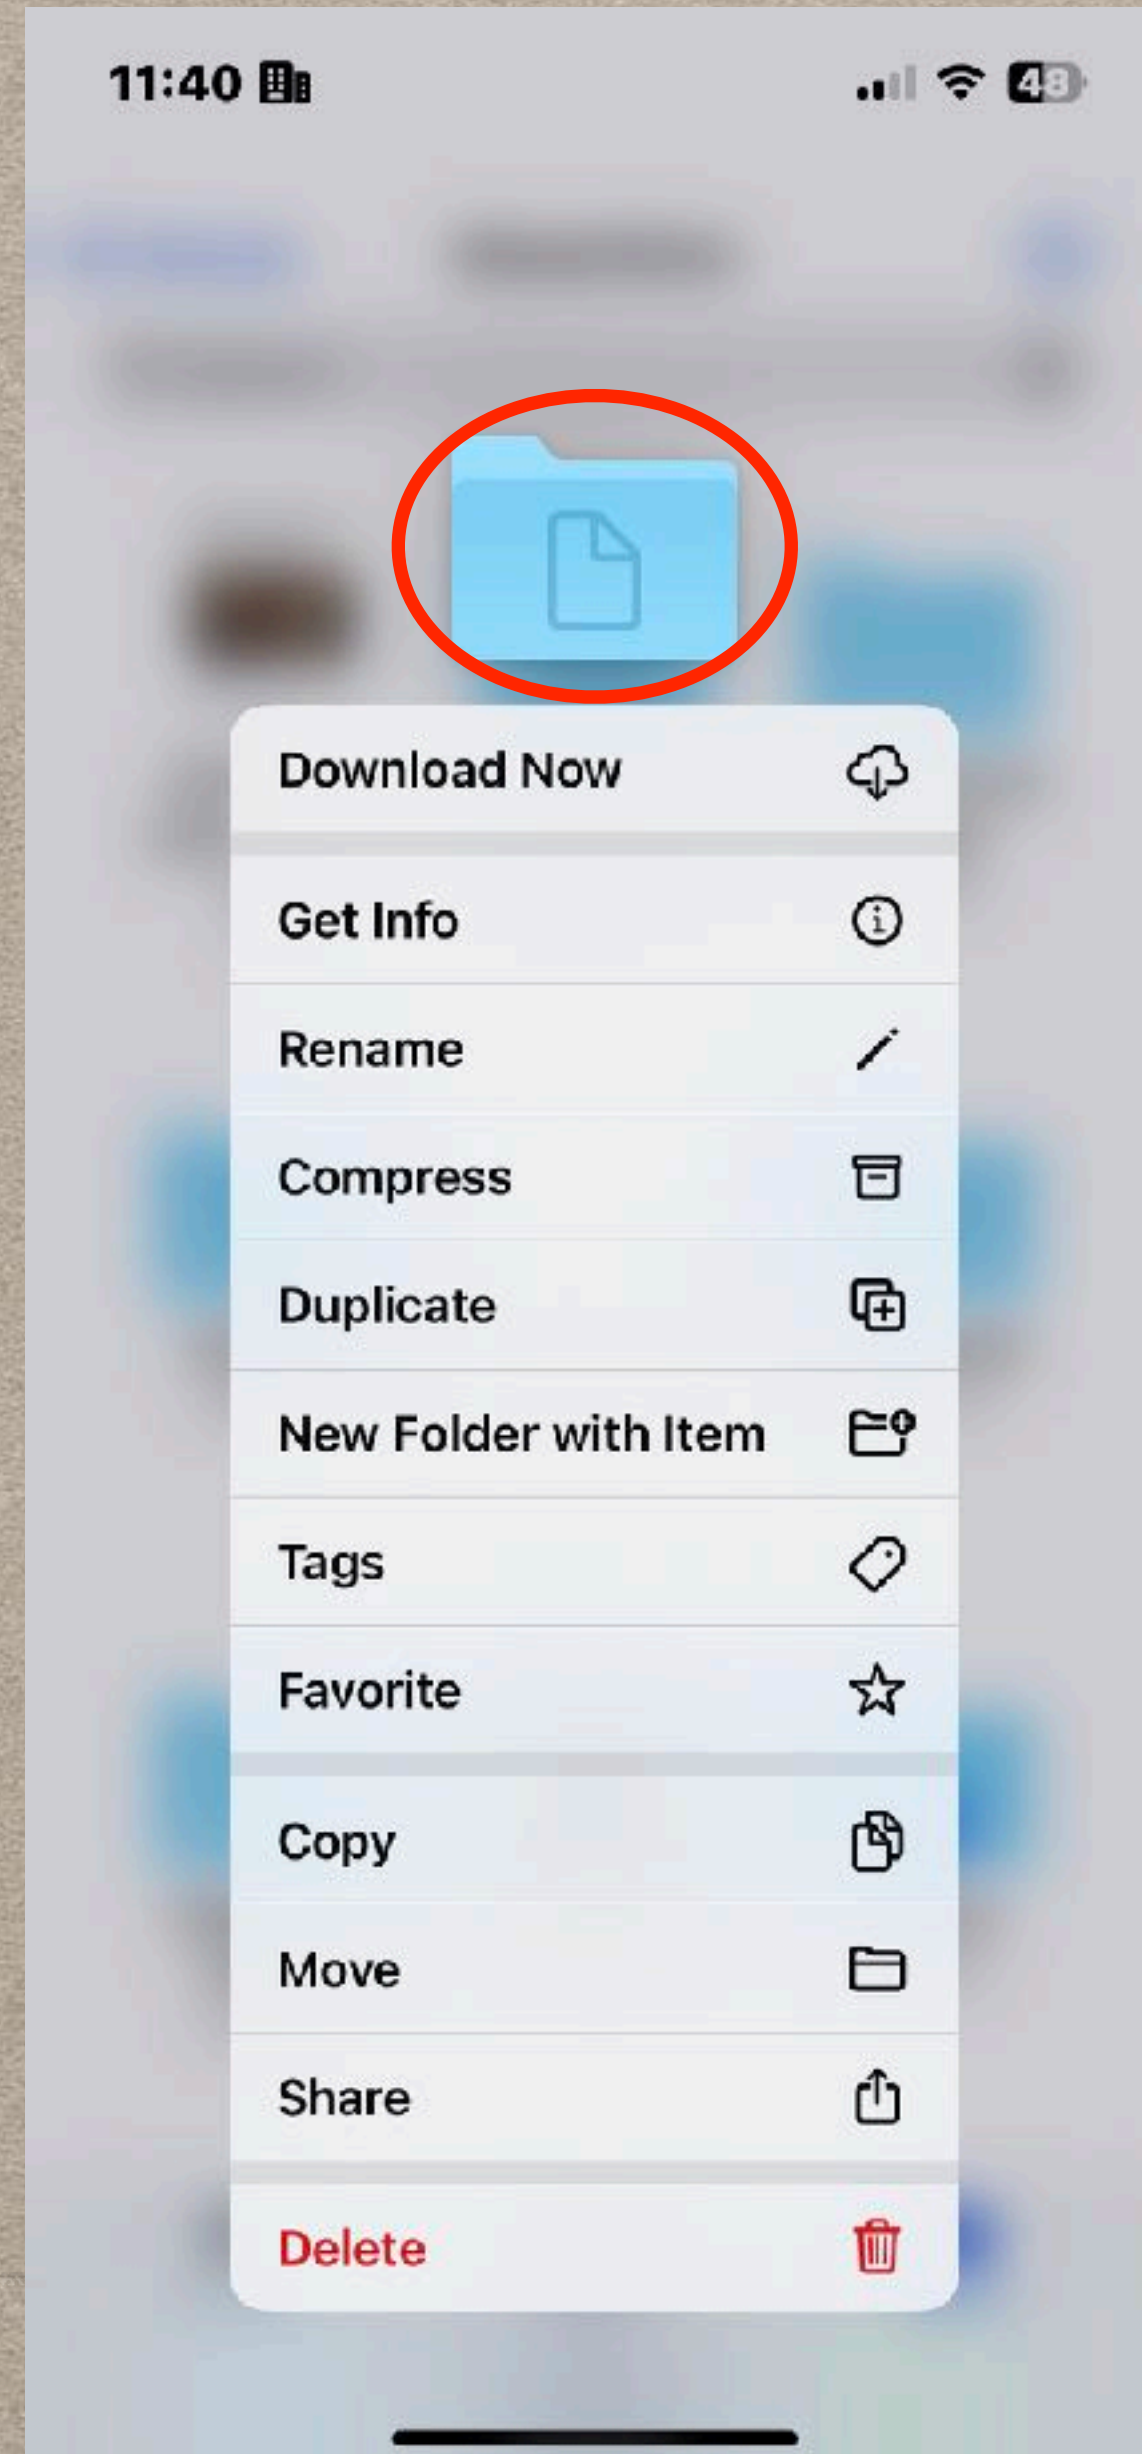 11:40
48
Download Now
Get Info
Rename
Compress
Duplicate
New Folder with Item
Tags
Favorite
Copy
Move
Share
Delete